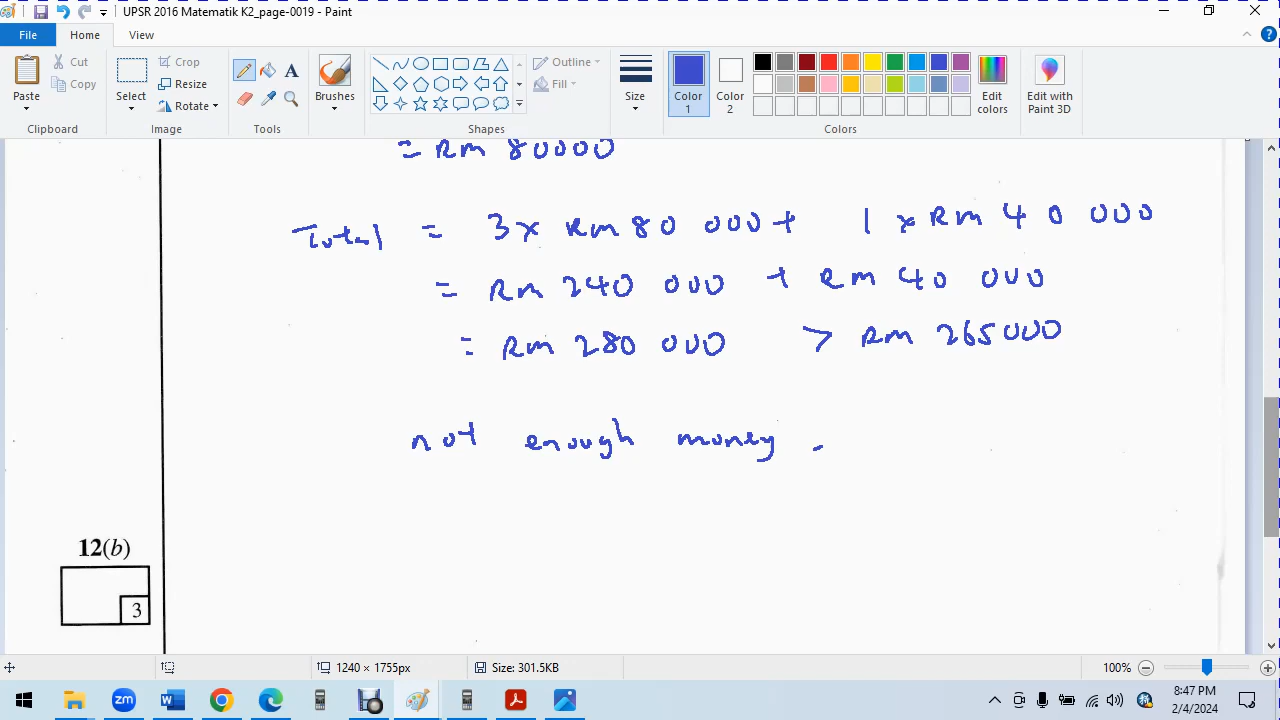 UPSR 2016 Matematik K2_page-0019 - Paint
File Home View
Paste Cut Copy
Clipboard
Select Crop Resize Rotate
Image
A
Tools
Brushes
Outline Fill
Shapes
Size
Color 1 Color 2
Edit colors
Colors
Edit with Paint 3D
= RM 80000
Total = 3 x RM 80 000 + 1 x RM 40 000
= RM 240 000 + RM 40 000
= RM 280 000 > RM 265000
not enough money .
12(b)
3
1240 × 1755px Size: 301.5KB 100%
zm W
8:47 PM
2/4/2024